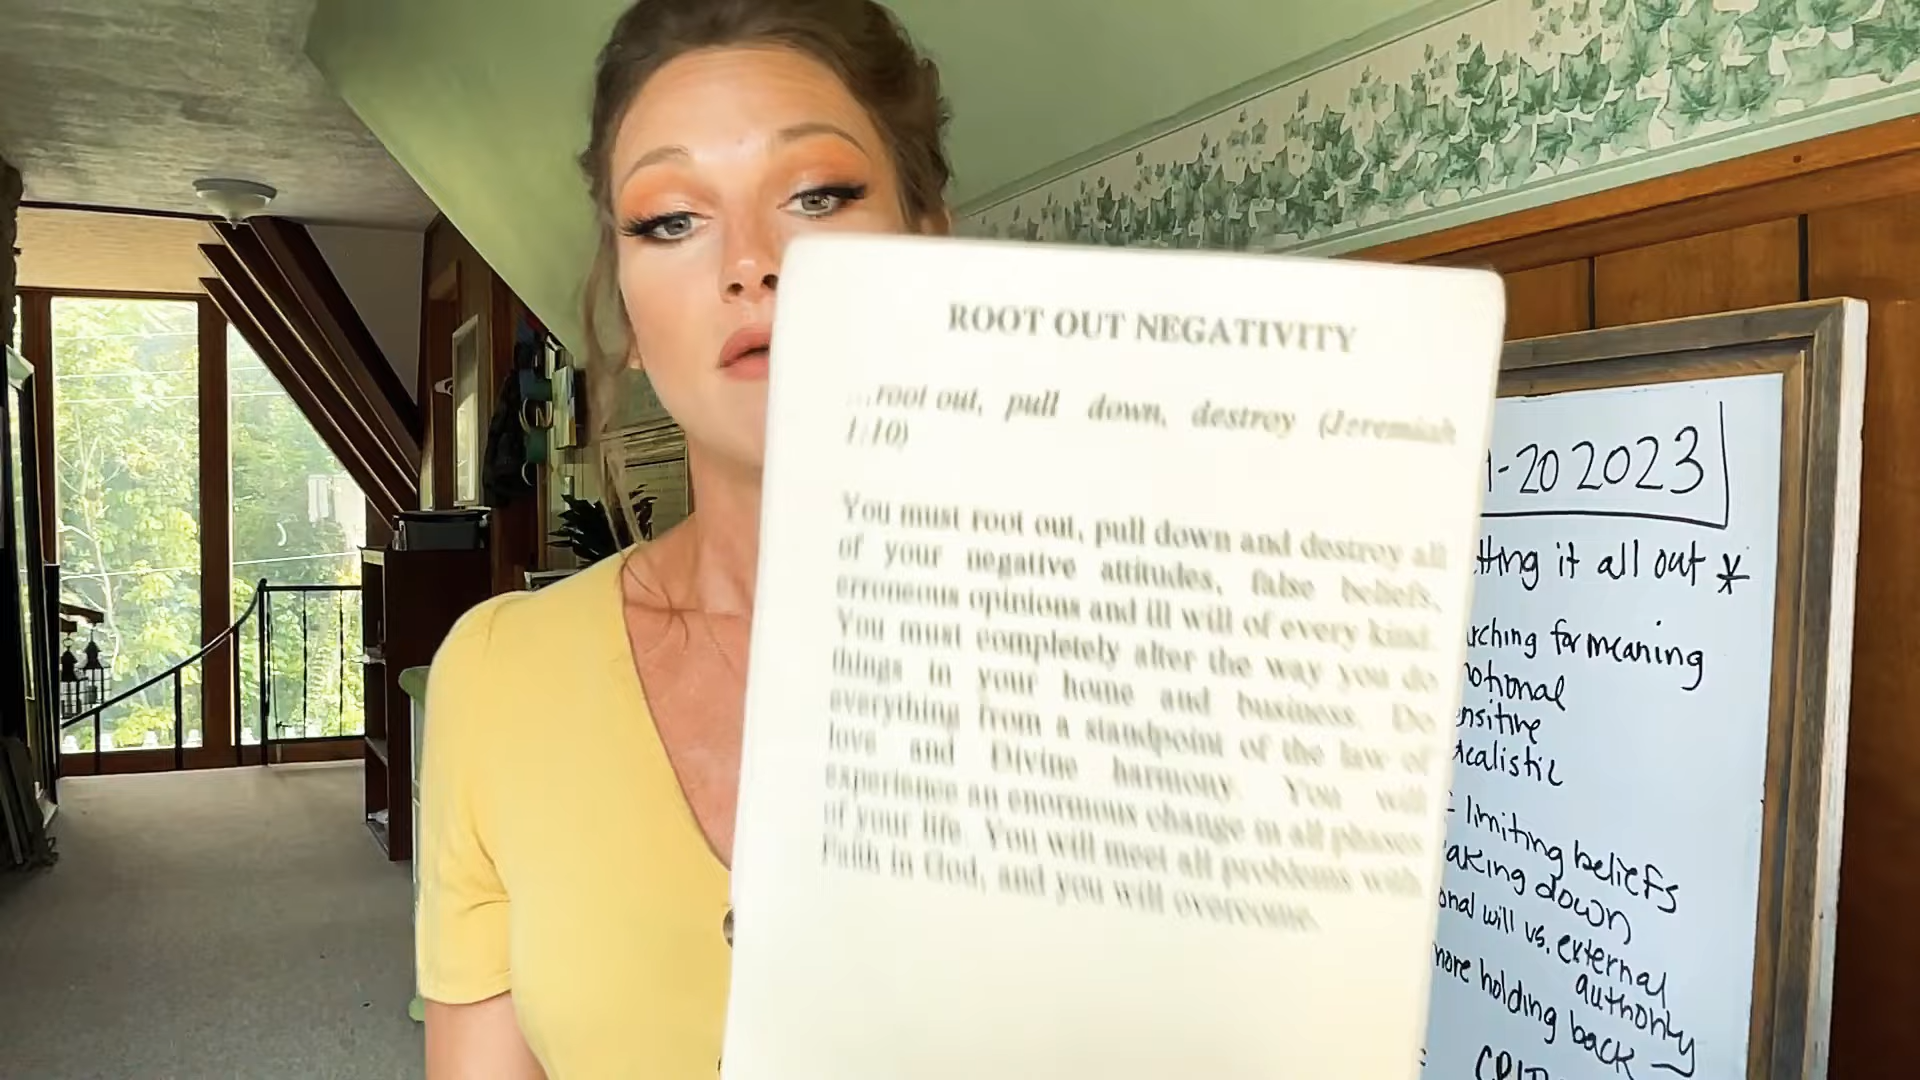 ROOT OUT NEGATIVITY
...root out, pull down, destroy (Jeremiah
1:10)
You must root out, pull down and destroy all
of your negative attitudes, false beliefs,
erroneous opinions and ill will of every kind.
You must completely alter the way you do
things in your home and business. Do
everything from a standpoint of the law of
love and Divine harmony. You will
experience an enormous change in all phases
of your life. You will meet all problems with
Faith in God, and you will overcome.
1-20 2023
tting it all out *
rching for meaning
otional
nsitive
dealistic
limiting beliefs
aking down
onal will vs. external
authority
more holding back